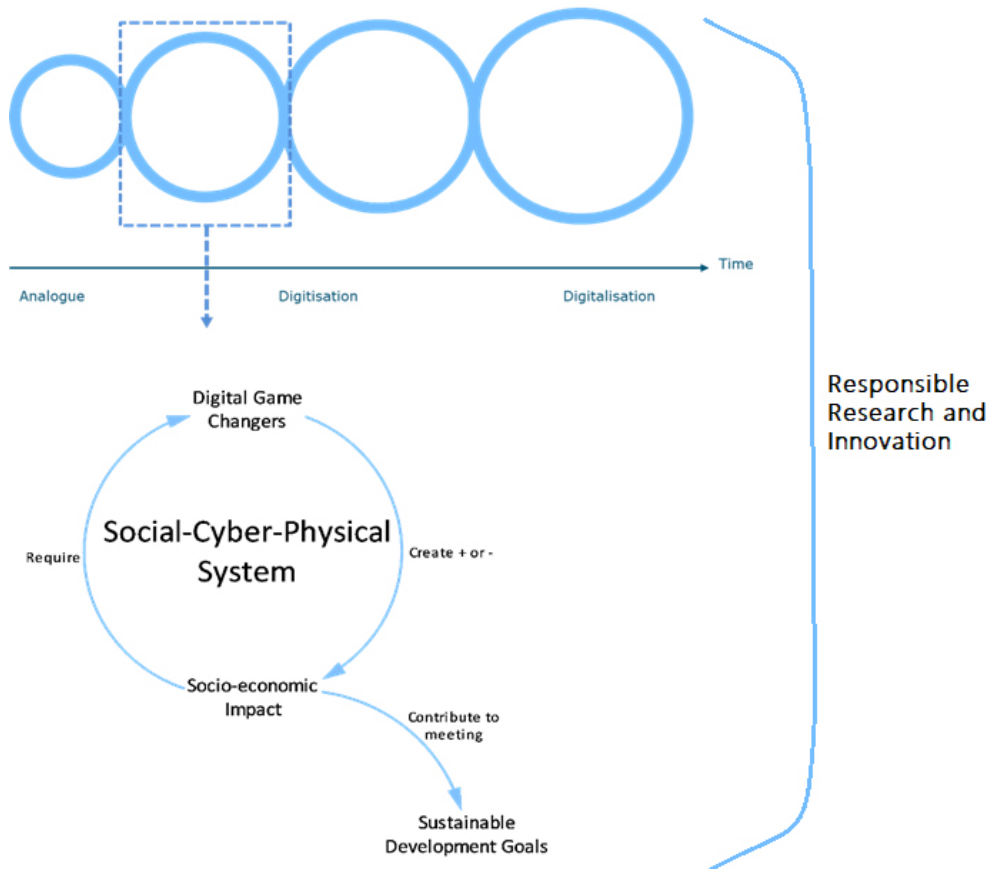 Time
Analogue
Digitisation
Digitalisation
Responsible
Research and
Innovation
Digital Game
Changers
Social-Cyber-Physical
System
Require
Create + or -
Socio-economic
Impact
Contribute to
meeting
Sustainable
Development Goals